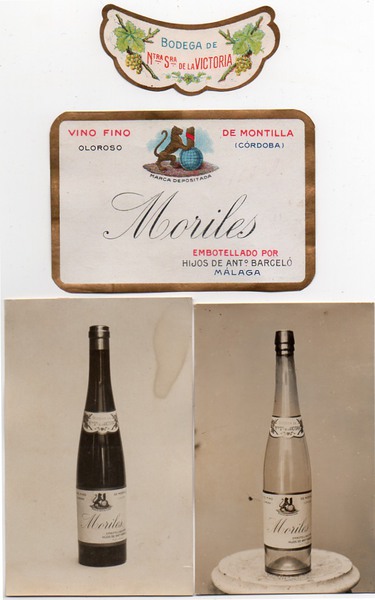 BODEGA DE
NTRA SRA DE LA VICTORIA
VINO FINO
OLOROSO
DE MONTILLA
(CÓRDOBA)
MARCA DEPOSITADA
Moriles
EMBOTELLADO POR
HIJOS DE ANTº BARCELÓ
MÁLAGA
Moriles
Moriles